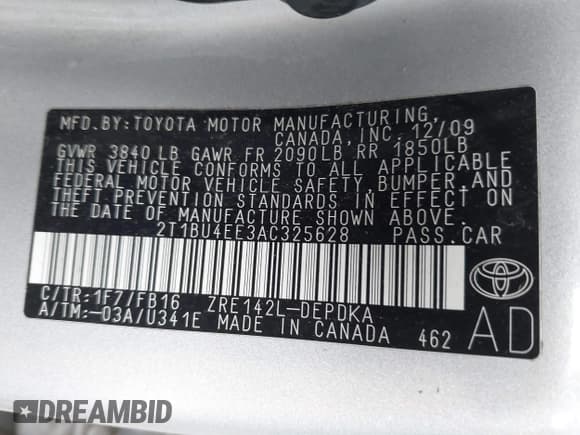 MFD.BY:TOYOTA MOTOR MANUFACTURING,
CANADA,INC. 12/09
GVWR 3840 LB GAWR FR 2090LB RR 1850LB
THIS VEHICLE CONFORMS TO ALL APPLICABLE
FEDERAL MOTOR VEHICLE SAFETY,BUMPER,AND
THEFT PREVENTION STANDARDS IN EFFECT ON
THE DATE OF MANUFACTURE SHOWN ABOVE.
2T1BU4EE3AC325628 PASS.CAR
C/TR:1F7/FB16 ZRE142L-DEPDKA
A/TM:-03A/U341E MADE IN CANADA 462
AD
DREAMBID